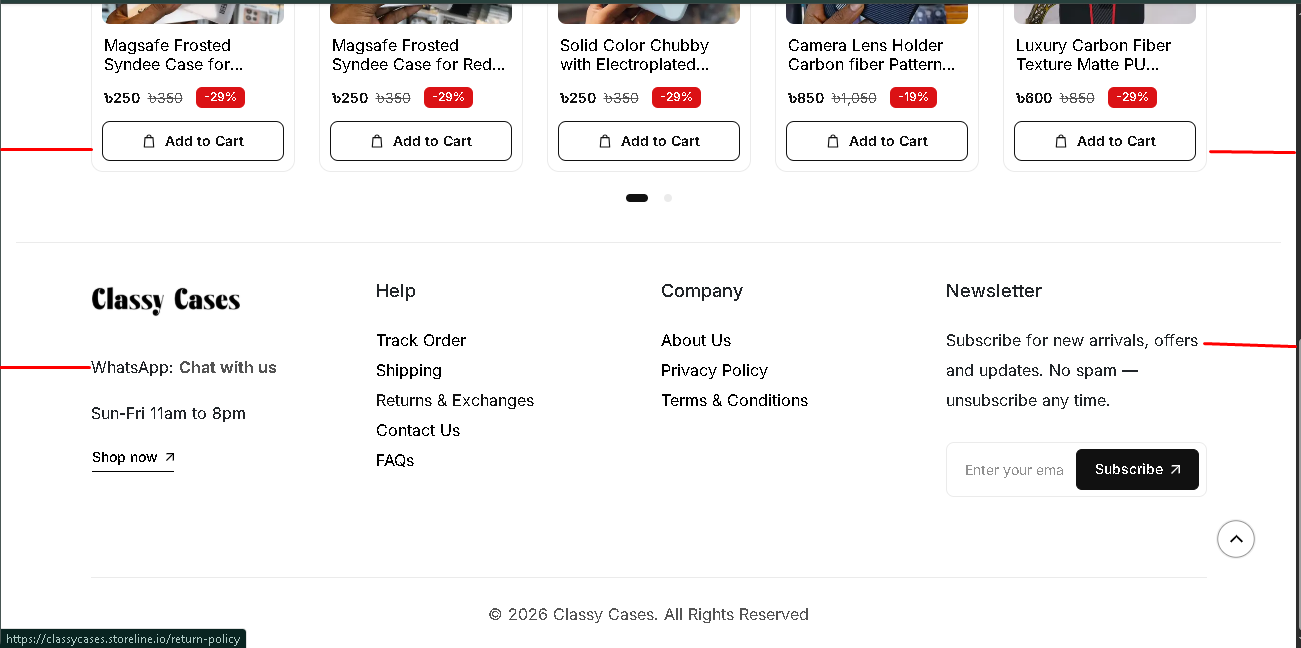 Magsafe Frosted
Syndee Case for...
৳250 ৳350 -29%
Add to Cart
Magsafe Frosted
Syndee Case for Red...
৳250 ৳350 -29%
Add to Cart
Solid Color Chubby
with Electroplated...
৳250 ৳350 -29%
Add to Cart
Camera Lens Holder
Carbon fiber Pattern...
৳850 ৳1,050 -19%
Add to Cart
Luxury Carbon Fiber
Texture Matte PU...
৳600 ৳850 -29%
Add to Cart
Classy Cases
WhatsApp: Chat with us
Sun-Fri 11am to 8pm
Shop now
Help
Track Order
Shipping
Returns & Exchanges
Contact Us
FAQs
Company
About Us
Privacy Policy
Terms & Conditions
Newsletter
Subscribe for new arrivals, offers
and updates. No spam —
unsubscribe any time.
Enter your ema
Subscribe
© 2026 Classy Cases. All Rights Reserved
https://classycases.storeline.io/return-policy